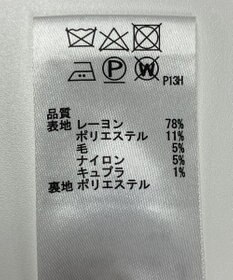 P13H
品質
表地 レーヨン 78%
ポリエステル 11%
毛 5%
ナイロン 5%
キュプラ 1%
裏地 ポリエステル